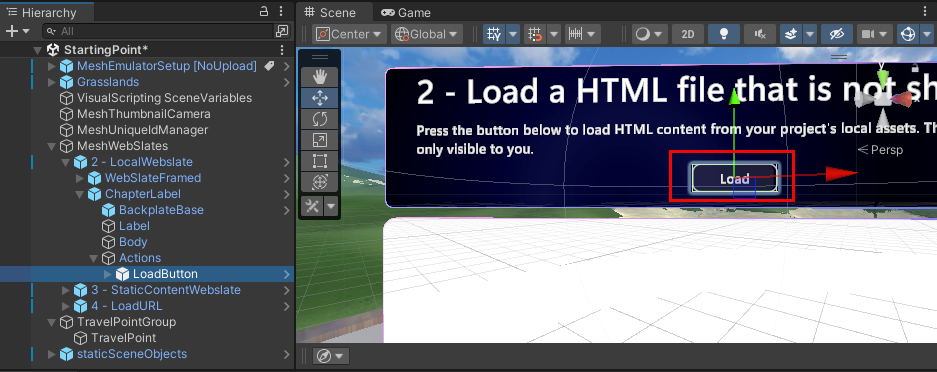 Hierarchy
All
StartingPoint*
MeshEmulatorSetup [NoUpload]
Grasslands
VisualScripting SceneVariables
MeshThumbnailCamera
MeshUniqueIdManager
MeshWebSlates
2 - LocalWebslate
WebSlateFramed
ChapterLabel
BackplateBase
Label
Body
Actions
LoadButton
3 - StaticContentWebslate
4 - LoadURL
TravelPointGroup
TravelPoint
staticSceneObjects
Scene
Game
Center
Global
2D
2 - Load a HTML file that is not sh
Press the button below to load HTML content from your project's local assets. T
only visible to you.
Load
y
Persp